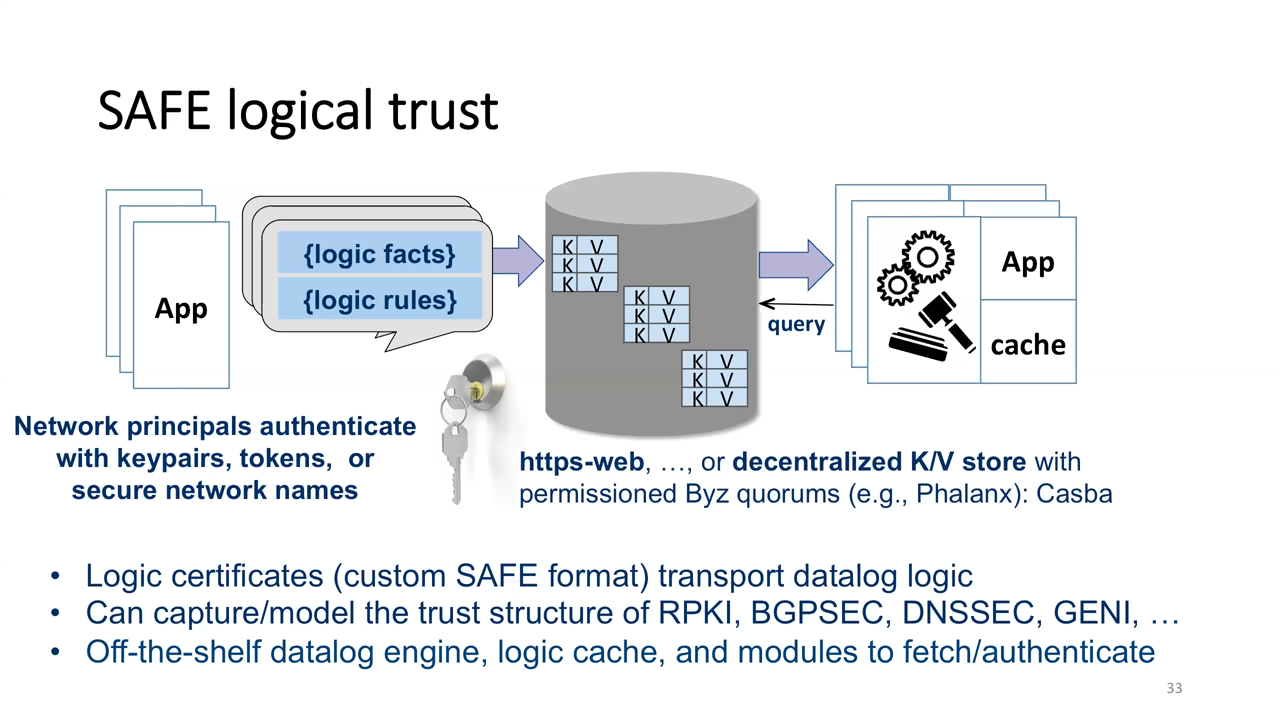 SAFE logical trust
App
{logic facts}
{logic rules}
K V
K V
K V
K V
K V
K V
K V
K V
K V
query
App
cache
Network principals authenticate
with keypairs, tokens, or
secure network names
https-web, …, or decentralized K/V store with
permissioned Byz quorums (e.g., Phalanx): Casba
• Logic certificates (custom SAFE format) transport datalog logic
• Can capture/model the trust structure of RPKI, BGPSEC, DNSSEC, GENI, …
• Off-the-shelf datalog engine, logic cache, and modules to fetch/authenticate
33